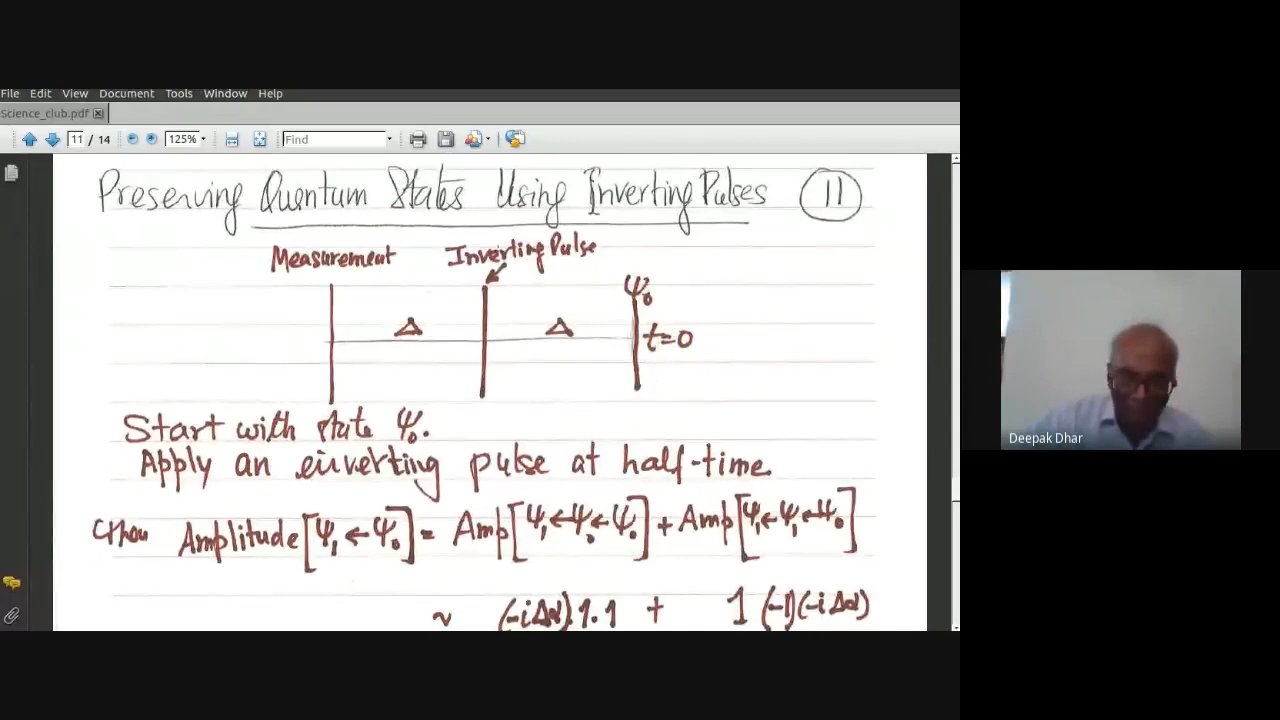 File Edit View Document Tools Window Help
Science_club.pdf
11 / 14 125% Find
Preserving Quantum States Using Inverting Pulses 11
Measurement Inverting Pulse
Ψ₀
Δ Δ t=0
Start with state Ψ₀.
Apply an inverting pulse at half-time.
Then Amplitude [Ψ₁ ← Ψ₀] = Amp[Ψ₁ ← Ψ₀ ← Ψ₀] + Amp[Ψ₁ ← Ψ₁ ← Ψ₀]
~ (-iΔα).1.1 + 1 (-1)(-iΔα)
Deepak Dhar